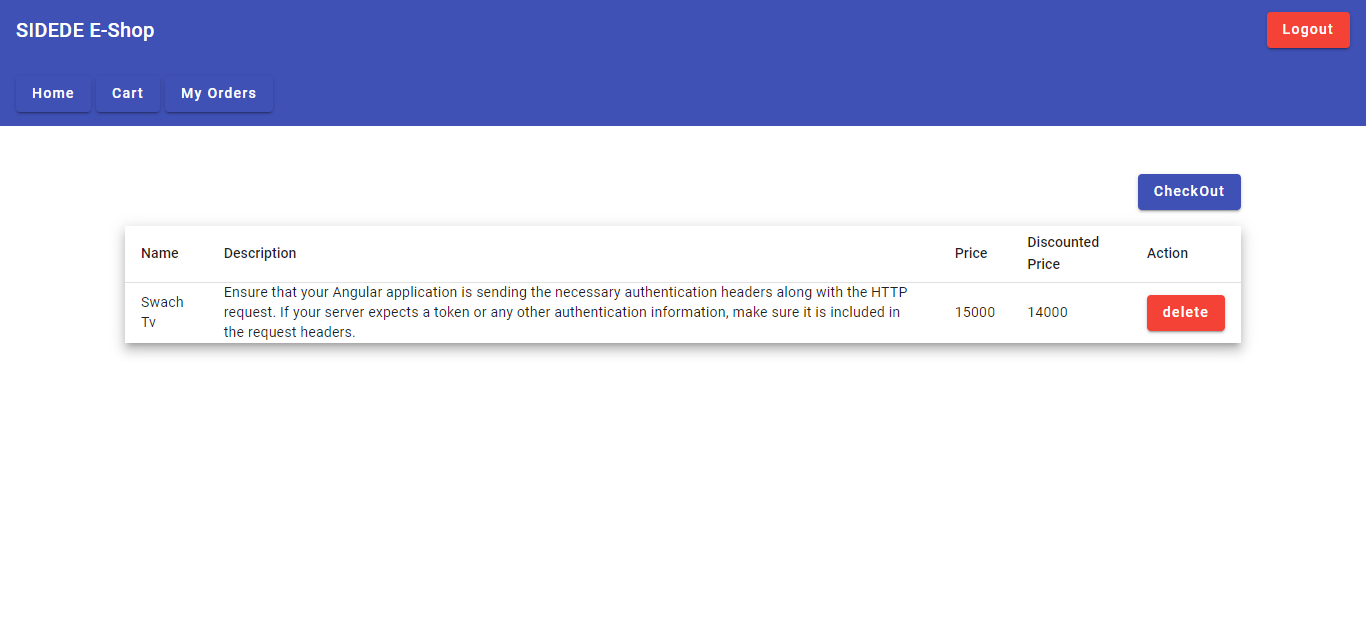 SIDEDE E-Shop
Logout
Home
Cart
My Orders
CheckOut
Name
Description
Price
Discounted
Price
Action
Swach
Tv
Ensure that your Angular application is sending the necessary authentication headers along with the HTTP
request. If your server expects a token or any other authentication information, make sure it is included in
the request headers.
15000
14000
delete